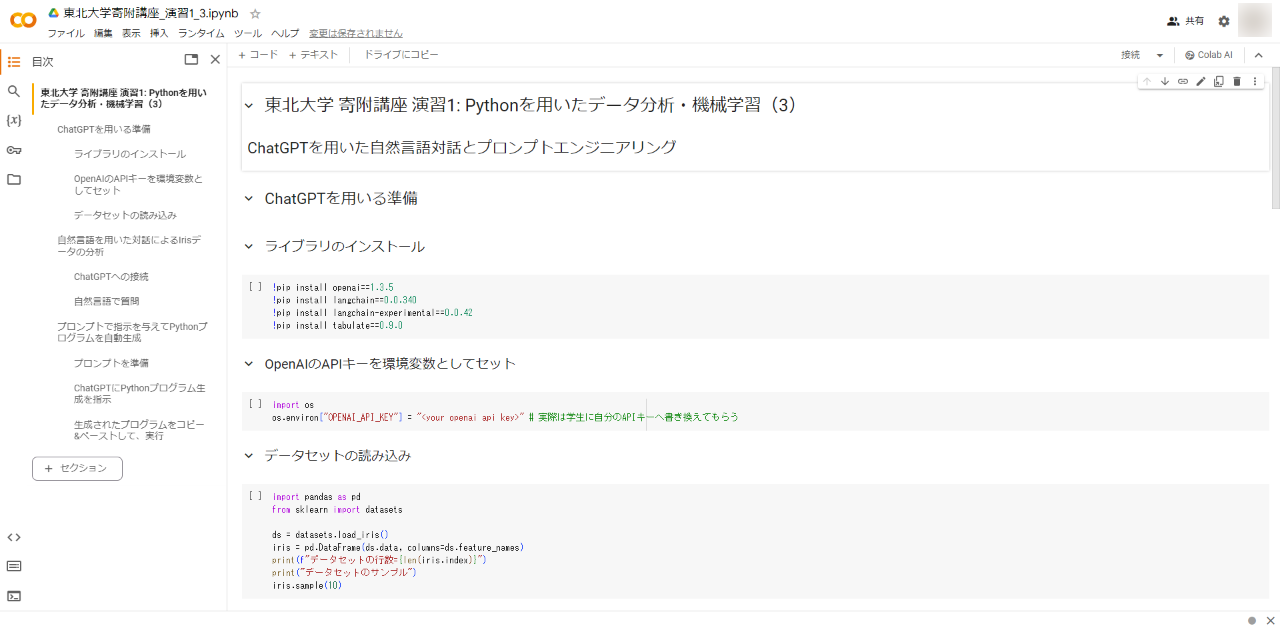 東北大学寄附講座_演習1_3.ipynb
ファイル 編集 表示 挿入 ランタイム ツール ヘルプ 変更は保存されません
共有
目次
+ コード + テキスト ドライブにコピー
接続 Colab AI
東北大学 寄附講座 演習1: Pythonを用い
たデータ分析・機械学習（3）
ChatGPTを用いる準備
ライブラリのインストール
OpenAIのAPIキーを環境変数と
してセット
データセットの読み込み
自然言語を用いた対話によるIrisデ
ータの分析
ChatGPTへの接続
自然言語で質問
プロンプトで指示を与えてPythonプ
ログラムを自動生成
プロンプトを準備
ChatGPTにPythonプログラム生
成を指示
生成されたプログラムをコピー
&ペーストして、実行
+ セクション
東北大学 寄附講座 演習1: Pythonを用いたデータ分析・機械学習（3）
ChatGPTを用いた自然言語対話とプロンプトエンジニアリング
ChatGPTを用いる準備
ライブラリのインストール
[ ] !pip install openai==1.3.5
!pip install langchain==0.0.340
!pip install langchain-experimental==0.0.42
!pip install tabulate==0.9.0
OpenAIのAPIキーを環境変数としてセット
[ ] import os
os.environ["OPENAI_API_KEY"] = "<your openai api key>" # 実際は学生に自分のAPIキーへ書き換えてもらう
データセットの読み込み
[ ] import pandas as pd
from sklearn import datasets
ds = datasets.load_iris()
iris = pd.DataFrame(ds.data, columns=ds.feature_names)
print(f"データセットの行数={len(iris.index)}")
print("データセットのサンプル")
iris.sample(10)